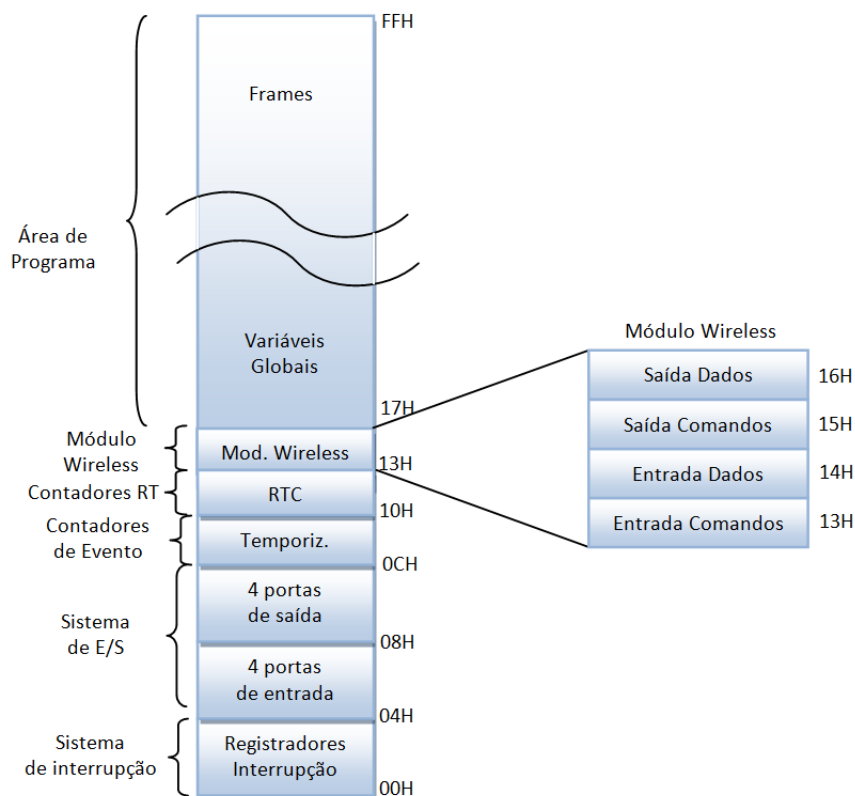 FFH
Frames
Área de
Programa
Variáveis
Globais
17H
Módulo Wireless
Saída Dados
16H
Saída Comandos
15H
Entrada Dados
14H
Entrada Comandos
13H
Módulo
Wireless
Mod. Wireless
13H
Contadores RT
RTC
10H
Contadores
de Evento
Temporiz.
0CH
Sistema
de E/S
4 portas
de saída
08H
4 portas
de entrada
04H
Sistema
de interrupção
Registradores
Interrupção
00H